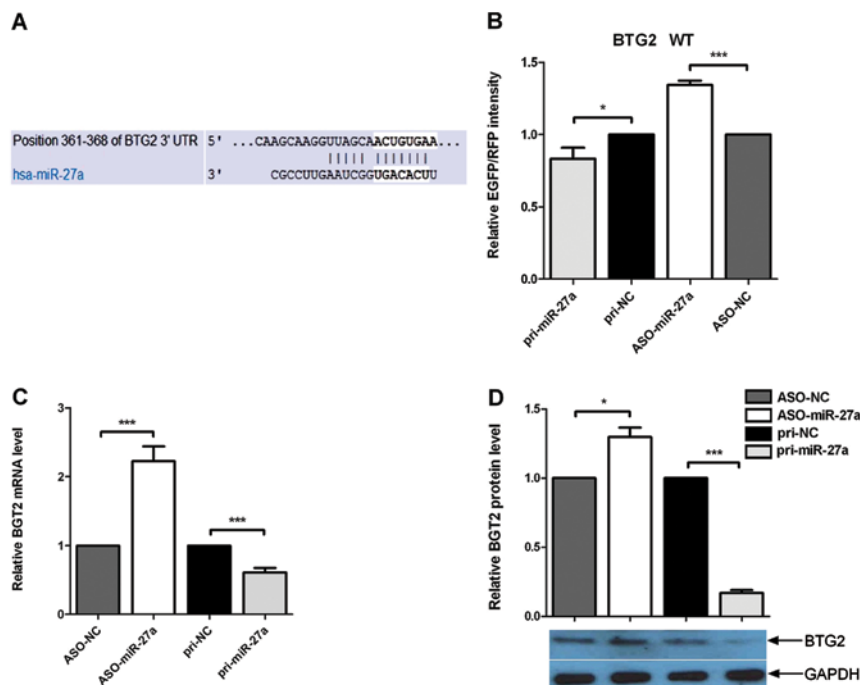 A
Position 361-368 of BTG2 3' UTR 5' ...CAAGCAAGGUUAGCAACUGUGAA...
hsa-miR-27a 3' CGCCUUGAAUCGGUGACACUU
B
BTG2 WT
Relative EGFP/RFP intensity
1.5
1.0
0.5
0.0
*
***
pri-miR-27a
pri-NC
ASO-miR-27a
ASO-NC
C
Relative BGT2 mRNA level
3
2
1
0
***
***
ASO-NC
ASO-miR-27a
pri-NC
pri-miR-27a
D
Relative BGT2 protein level
1.5
1.0
0.5
0.0
*
***
ASO-NC
ASO-miR-27a
pri-NC
pri-miR-27a
BTG2
GAPDH